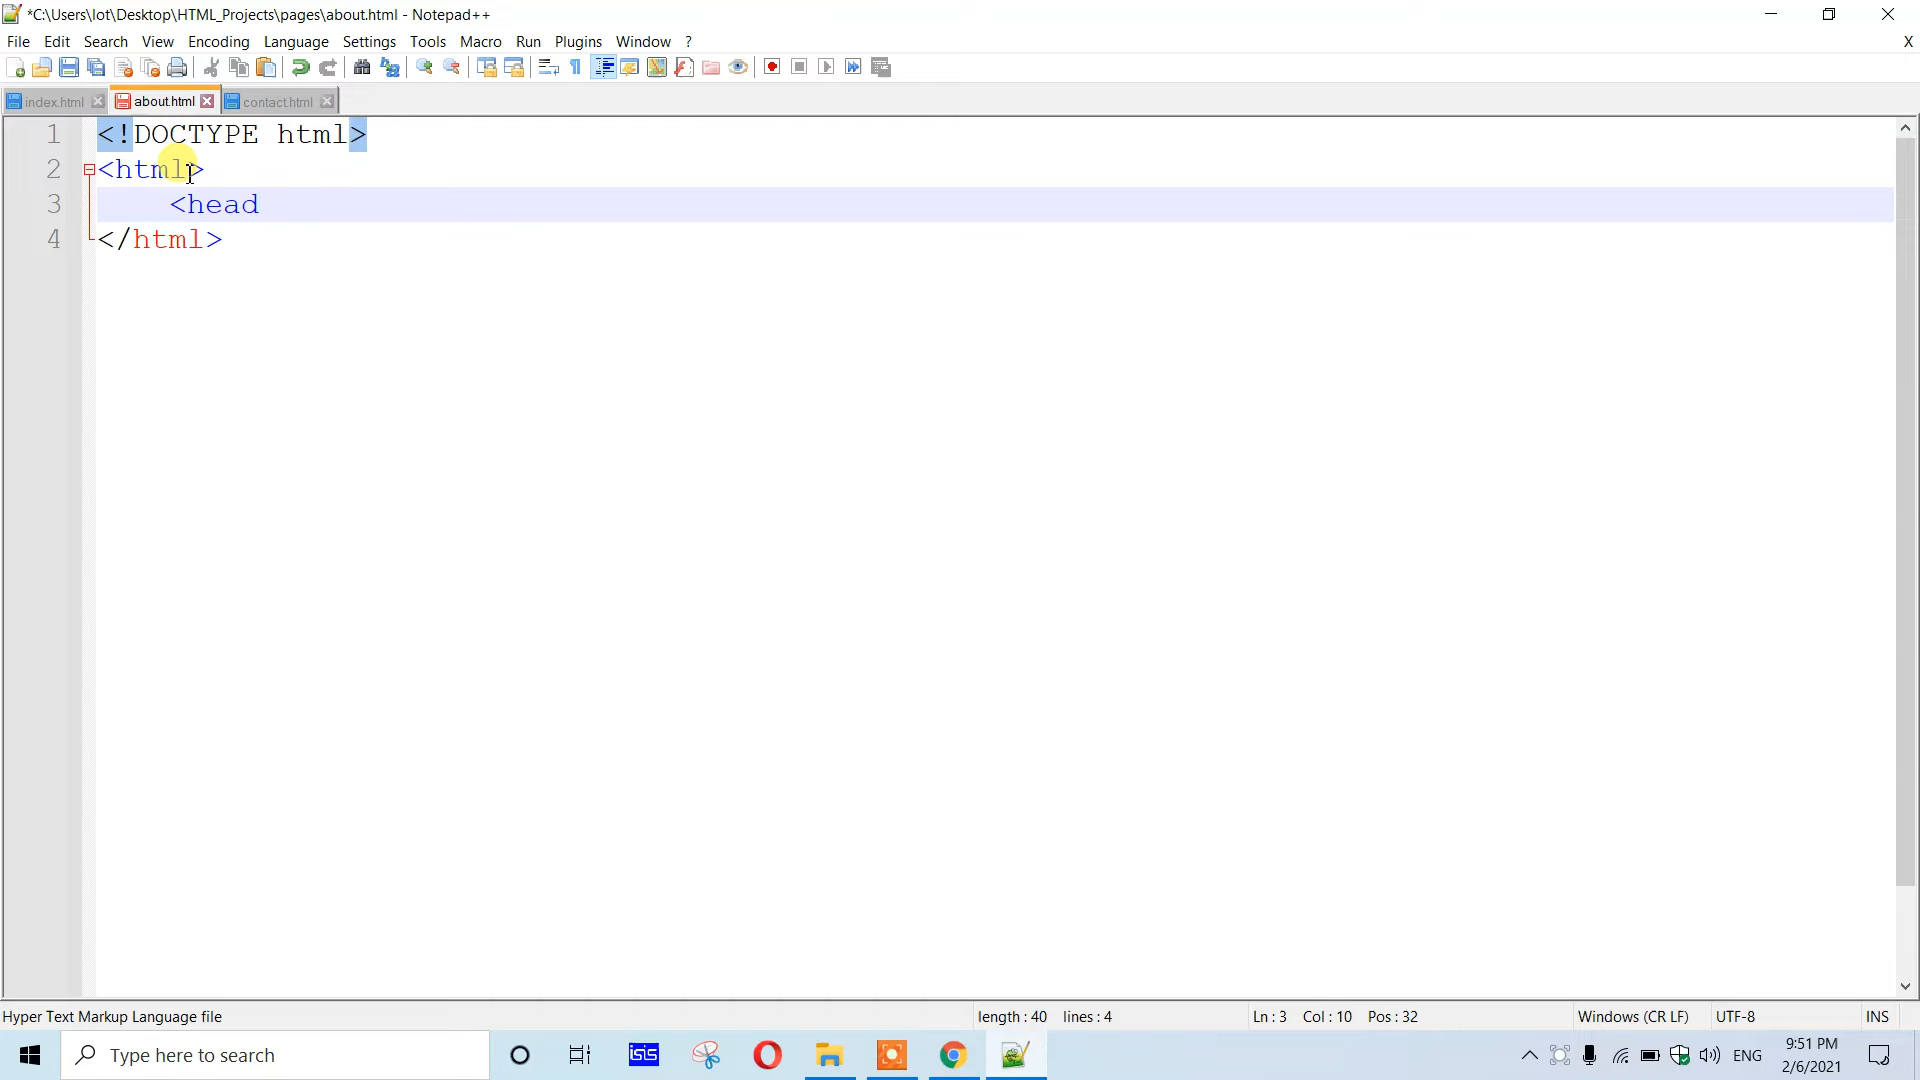 *C:\Users\lot\Desktop\HTML_Projects\pages\about.html - Notepad++
File Edit Search View Encoding Language Settings Tools Macro Run Plugins Window ? X
index.html about.html contact.html
1 <!DOCTYPE html>
2 <html>
3 <head
4 </html>
Hyper Text Markup Language file length : 40 lines : 4 Ln : 3 Col : 10 Pos : 32 Windows (CR LF) UTF-8 INS
Type here to search isis ENG 9:51 PM
2/6/2021